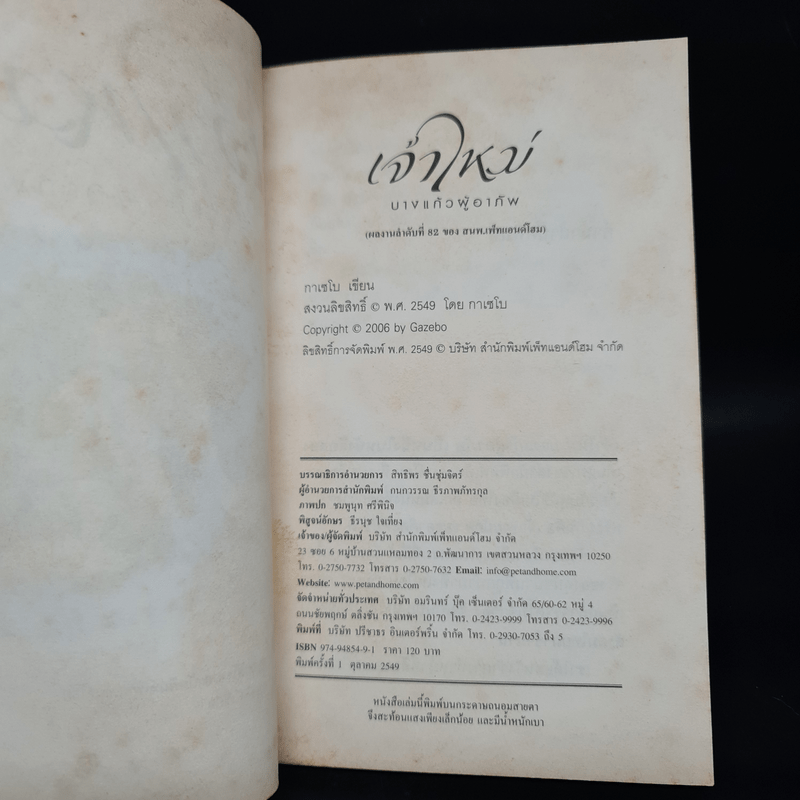 เจ้าใหม่
บางแก้วผู้อาภัพ
(ผลงานลำดับที่ 82 ของ สนพ.เพ็ทแอนด์โฮม)
กาเซโบ เขียน
สงวนลิขสิทธิ์ © พ.ศ. 2549 โดย กาเซโบ
Copyright © 2006 by Gazebo
ลิขสิทธิ์การจัดพิมพ์ พ.ศ. 2549 © บริษัท สำนักพิมพ์เพ็ทแอนด์โฮม จำกัด
บรรณาธิการอำนวยการ สิทธิพร ชื่นชุ่มจิตร์
ผู้อำนวยการสำนักพิมพ์ กนกวรรณ ธีรภาพภัทรกุล
ภาพปก ชมพูนุท ศรีพินิจ
พิสูจน์อักษร ธีรนุช ใจเที่ยง
เจ้าของ/ผู้จัดพิมพ์ บริษัท สำนักพิมพ์เพ็ทแอนด์โฮม จำกัด
23 ซอย 6 หมู่บ้านสวนแหลมทอง 2 ถ.พัฒนาการ เขตสวนหลวง กรุงเทพฯ 10250
โทร. 0-2750-7732 โทรสาร 0-2750-7632 Email: info@petandhome.com
Website: www.petandhome.com
จัดจำหน่ายทั่วประเทศ บริษัท อมรินทร์ บุ๊ค เซ็นเตอร์ จำกัด 65/60-62 หมู่ 4
ถนนชัยพฤกษ์ ตลิ่งชัน กรุงเทพฯ 10170 โทร. 0-2423-9999 โทรสาร 0-2423-9996
พิมพ์ที่ บริษัท ปรีชาธร อินเตอร์พริ้น จำกัด โทร. 0-2930-7053 ถึง 5
ISBN 974-94854-9-1 ราคา 120 บาท
พิมพ์ครั้งที่ 1 ตุลาคม 2549
หนังสือเล่มนี้พิมพ์บนกระดาษถนอมสายตา
จึงสะท้อนแสงเพียงเล็กน้อย และมีน้ำหนักเบา